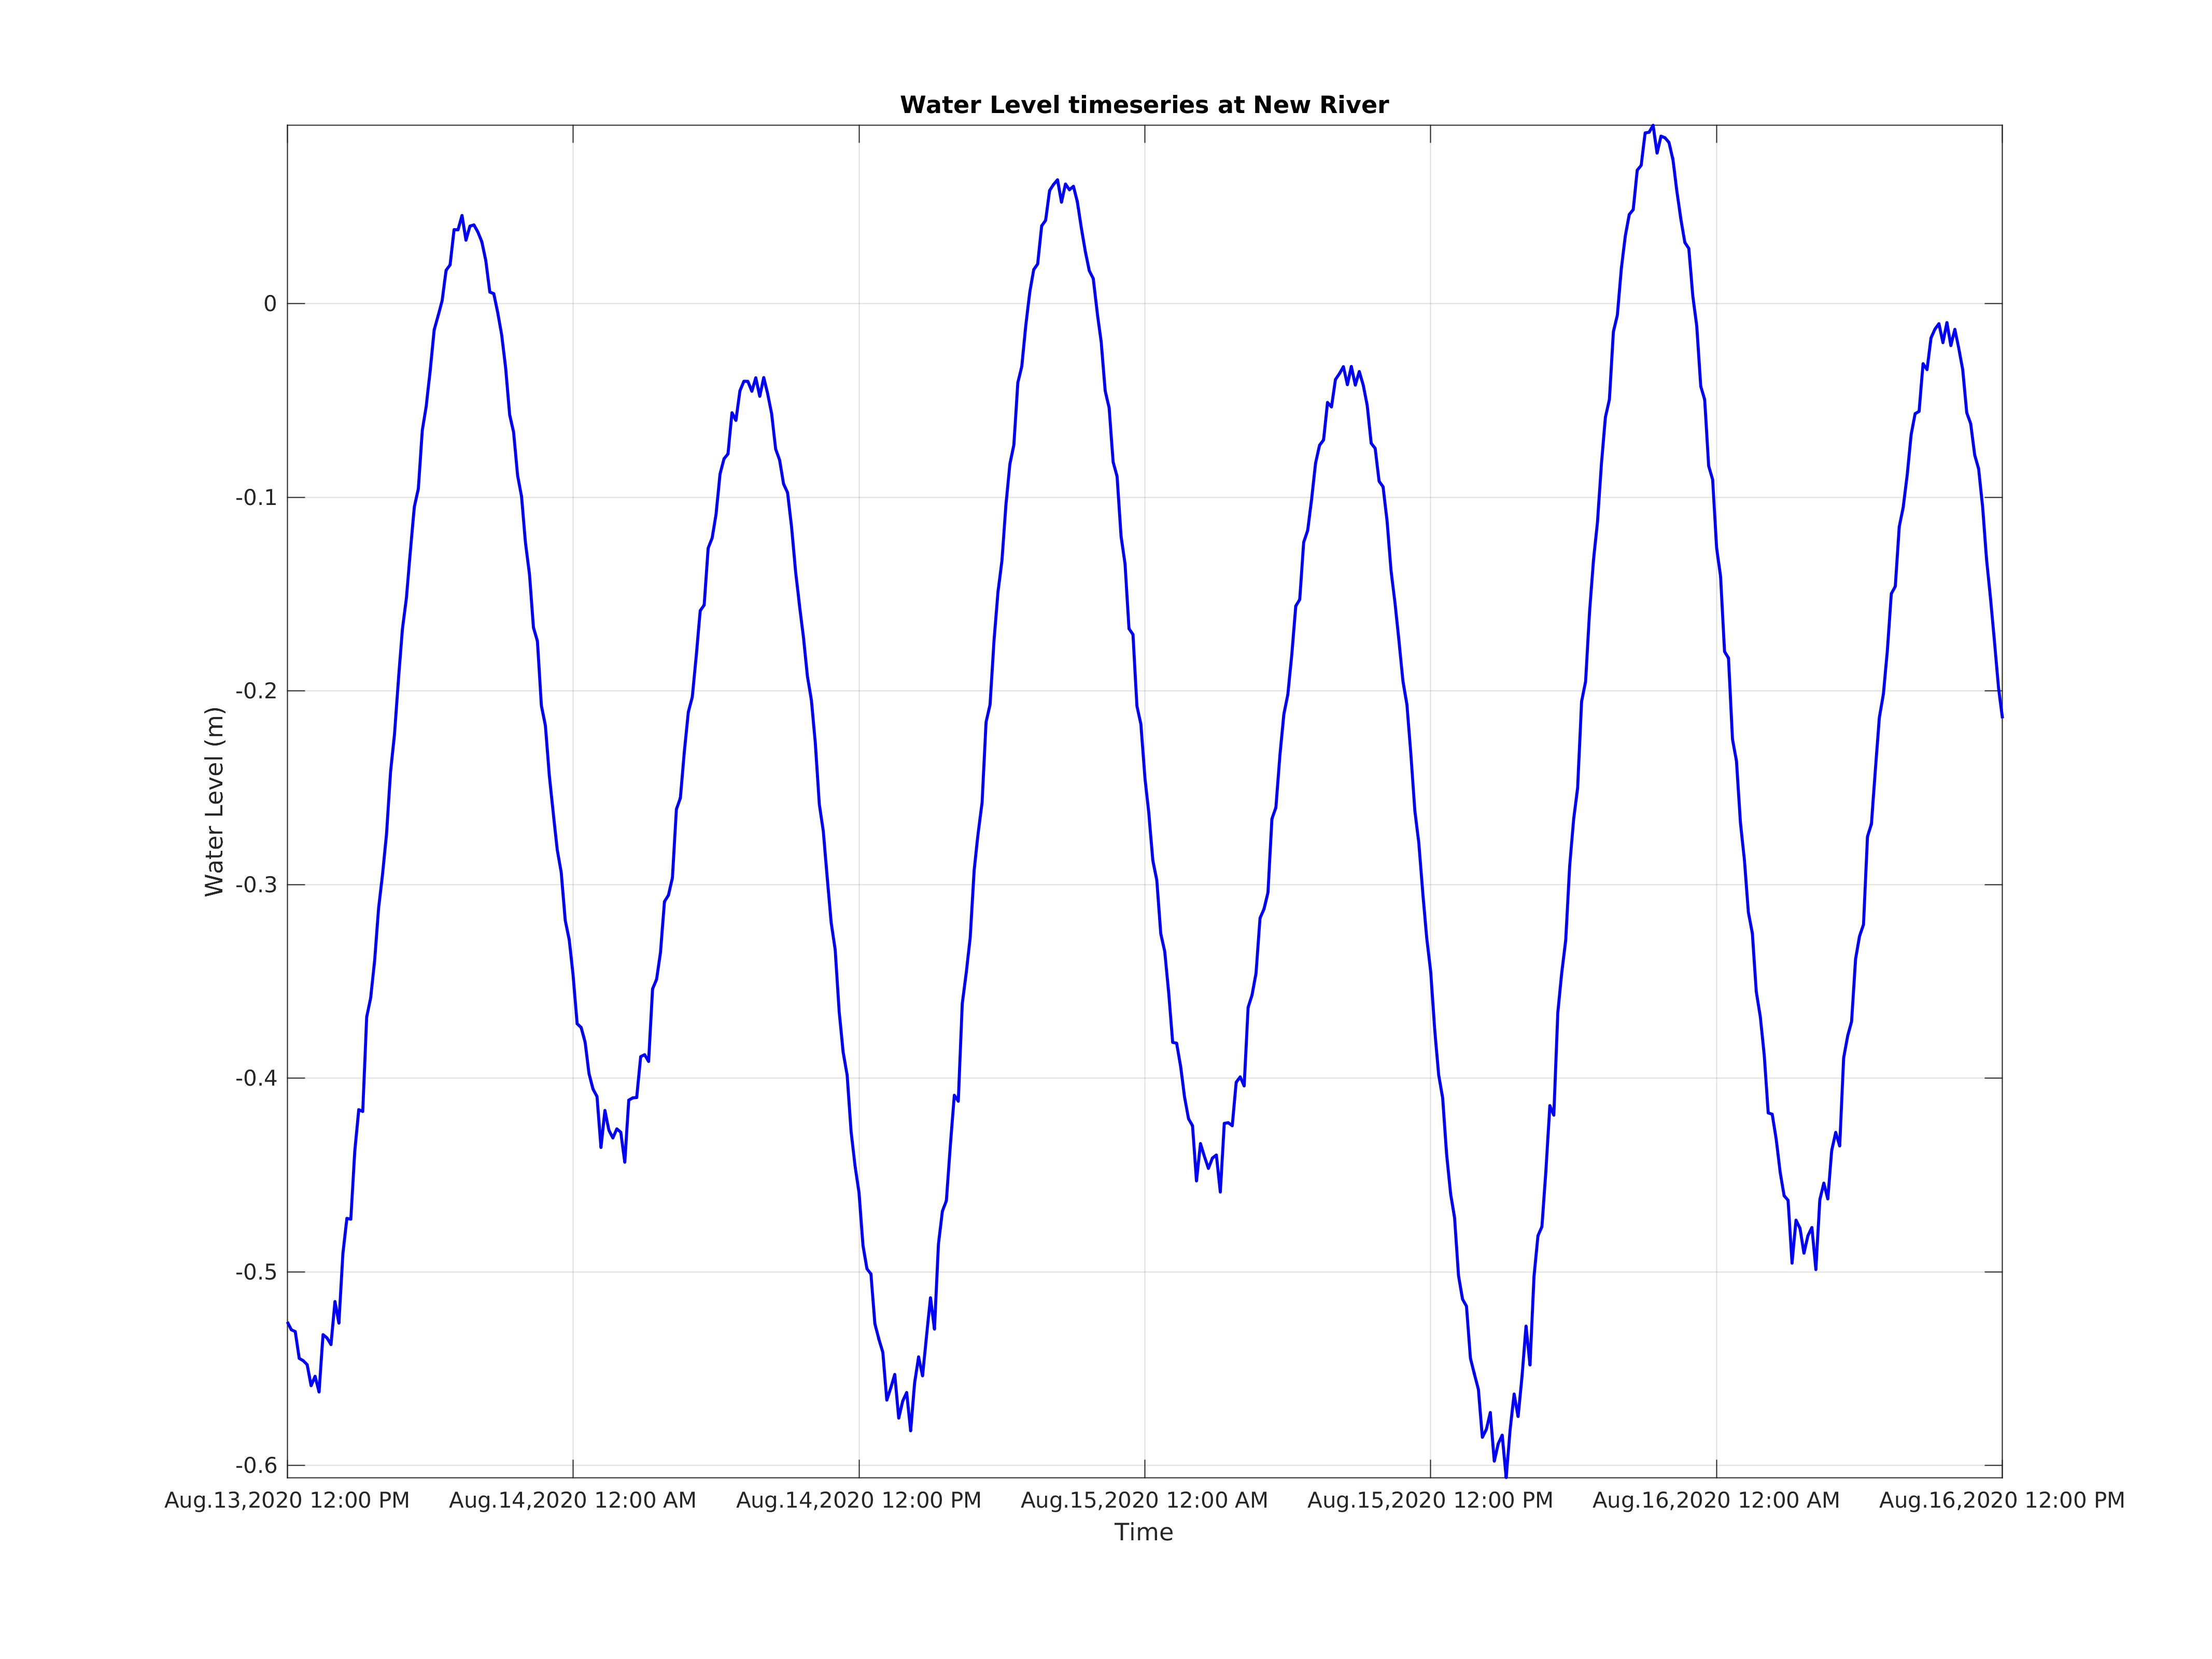 Water Level timeseries at New River
0
-0.1
-0.2
-0.3
-0.4
-0.5
-0.6
Water Level (m)
Aug.13,2020 12:00 PM Aug.14,2020 12:00 AM Aug.14,2020 12:00 PM Aug.15,2020 12:00 AM Aug.15,2020 12:00 PM Aug.16,2020 12:00 AM Aug.16,2020 12:00 PM
Time